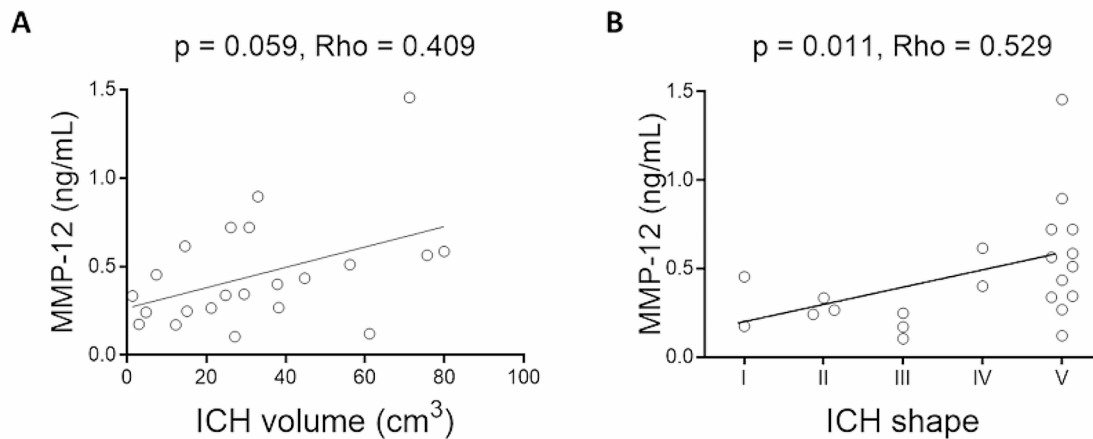 A
p = 0.059, Rho = 0.409
MMP-12 (ng/mL)
1.5
1.0
0.5
0.0
0 20 40 60 80 100
ICH volume (cm³)
B
p = 0.011, Rho = 0.529
MMP-12 (ng/mL)
1.5
1.0
0.5
0.0
I II III IV V
ICH shape